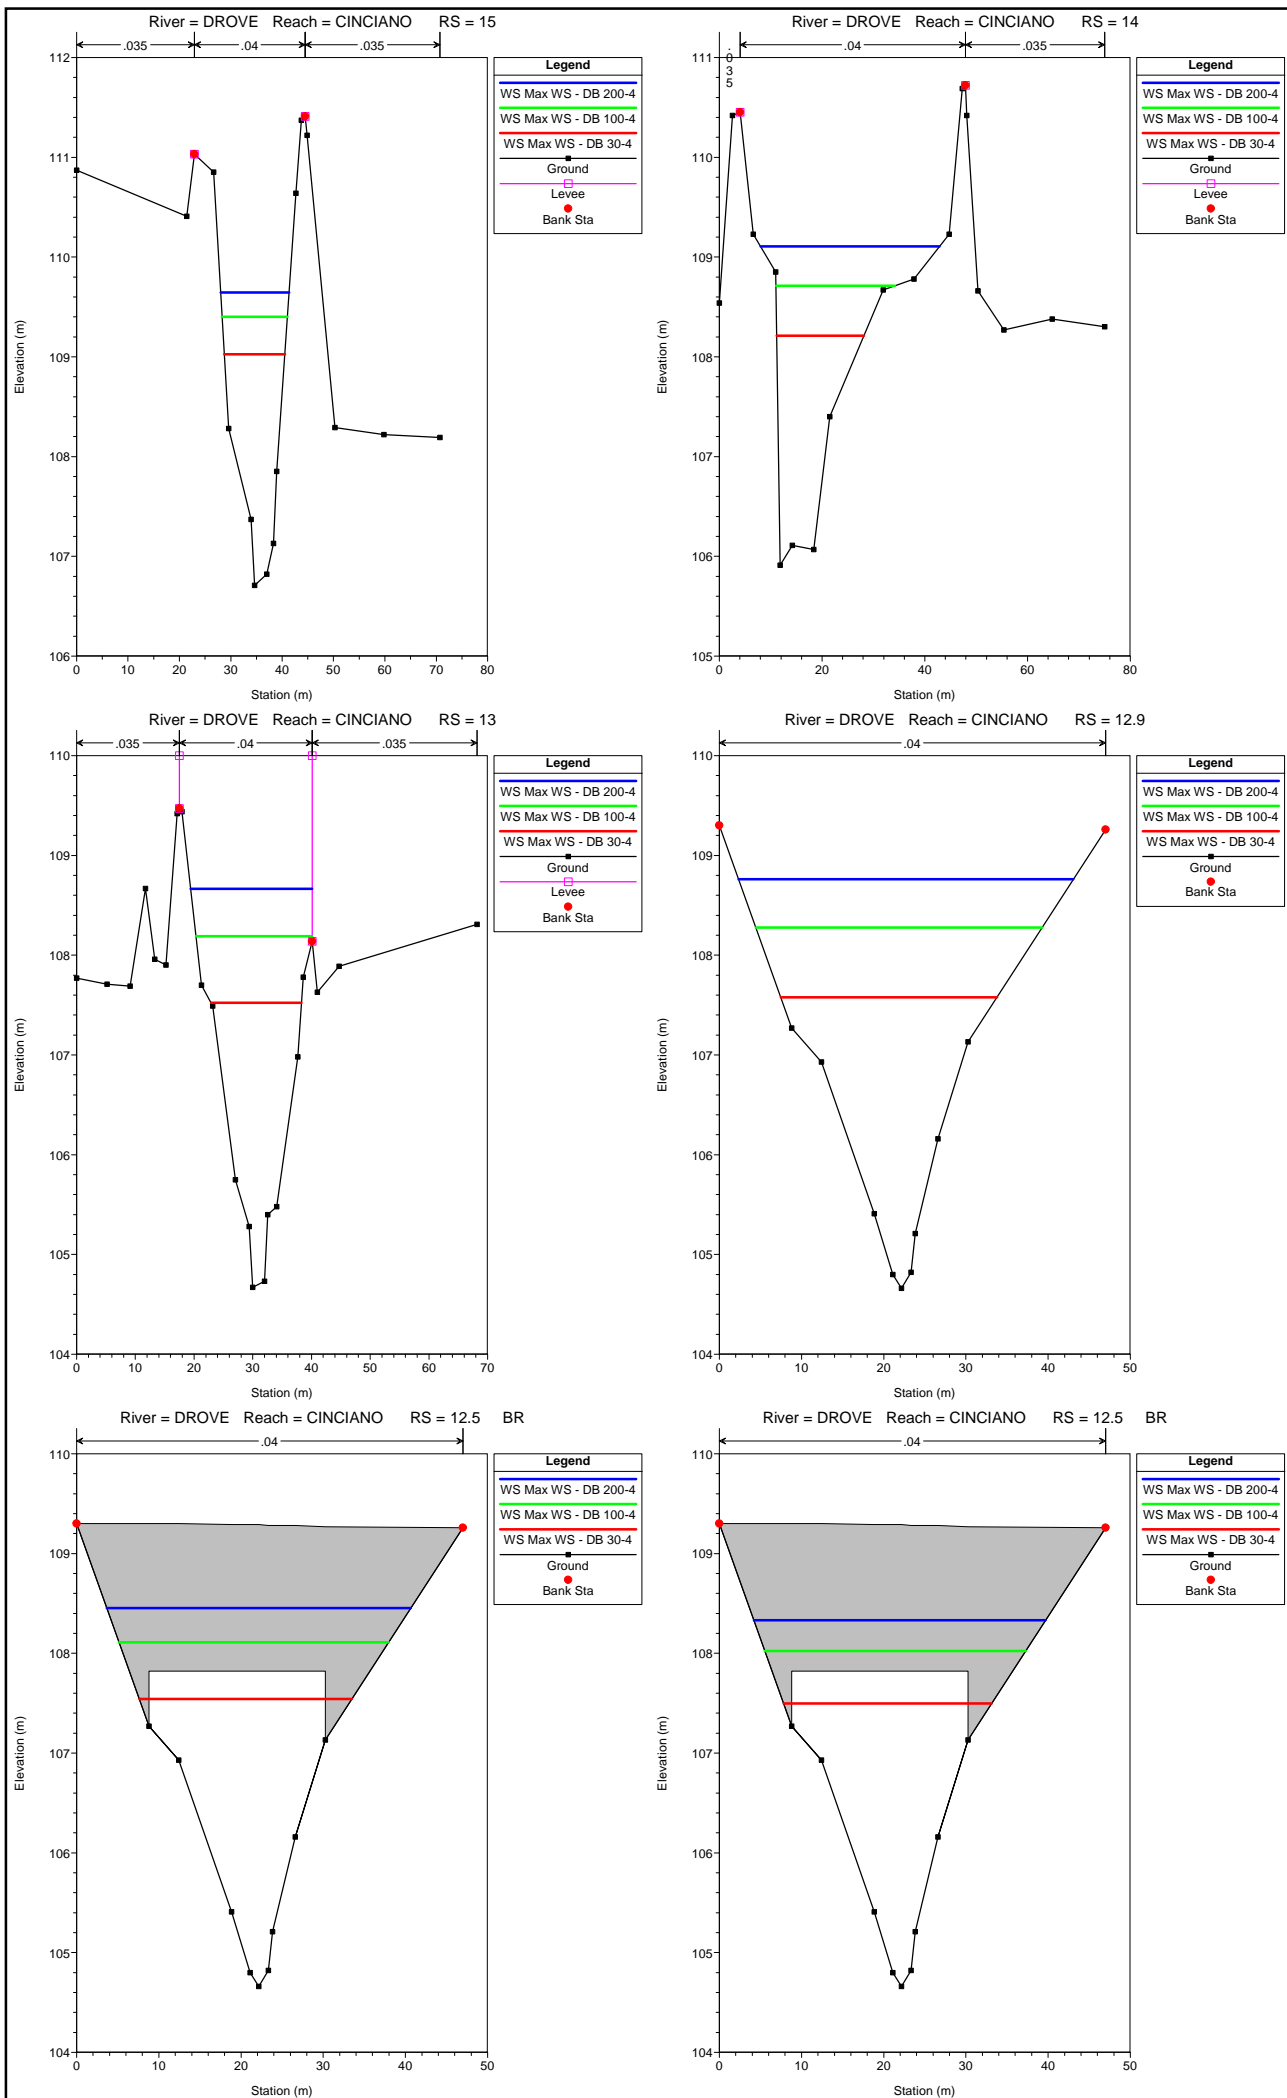 River = DROVE Reach = CINCIANO RS = 15
.035 .04 .035
Legend
WS Max WS - DB 200-4
WS Max WS - DB 100-4
WS Max WS - DB 30-4
Ground
Levee
Bank Sta
112
111
110
109
108
107
106
Elevation (m)
0 10 20 30 40 50 60 70 80
Station (m)
River = DROVE Reach = CINCIANO RS = 14
.035 .04 .035
Legend
WS Max WS - DB 200-4
WS Max WS - DB 100-4
WS Max WS - DB 30-4
Ground
Levee
Bank Sta
111
110
109
108
107
106
105
Elevation (m)
0 20 40 60 80
Station (m)
River = DROVE Reach = CINCIANO RS = 13
.035 .04 .035
Legend
WS Max WS - DB 200-4
WS Max WS - DB 100-4
WS Max WS - DB 30-4
Ground
Levee
Bank Sta
110
109
108
107
106
105
104
Elevation (m)
0 10 20 30 40 50 60 70
Station (m)
River = DROVE Reach = CINCIANO RS = 12.9
.04
Legend
WS Max WS - DB 200-4
WS Max WS - DB 100-4
WS Max WS - DB 30-4
Ground
Bank Sta
110
109
108
107
106
105
104
Elevation (m)
0 10 20 30 40 50
Station (m)
River = DROVE Reach = CINCIANO RS = 12.5 BR
.04
Legend
WS Max WS - DB 200-4
WS Max WS - DB 100-4
WS Max WS - DB 30-4
Ground
Bank Sta
110
109
108
107
106
105
104
Elevation (m)
0 10 20 30 40 50
Station (m)
River = DROVE Reach = CINCIANO RS = 12.5 BR
.04
Legend
WS Max WS - DB 200-4
WS Max WS - DB 100-4
WS Max WS - DB 30-4
Ground
Bank Sta
110
109
108
107
106
105
104
Elevation (m)
0 10 20 30 40 50
Station (m)